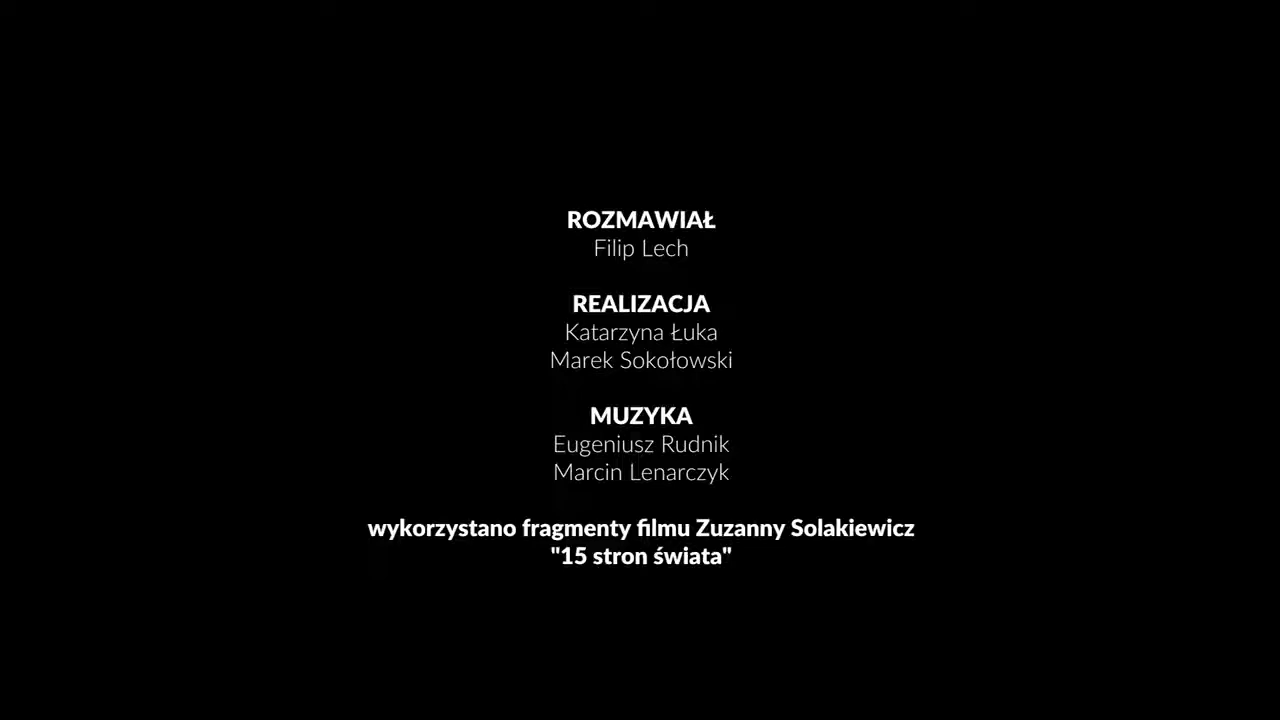 ROZMAWIAŁ
Filip Lech
REALIZACJA
Katarzyna Łuka
Marek Sokołowski
MUZYKA
Eugeniusz Rudnik
Marcin Lenarczyk
wykorzystano fragmenty filmu Zuzanny Solakiewicz
"15 stron świata"